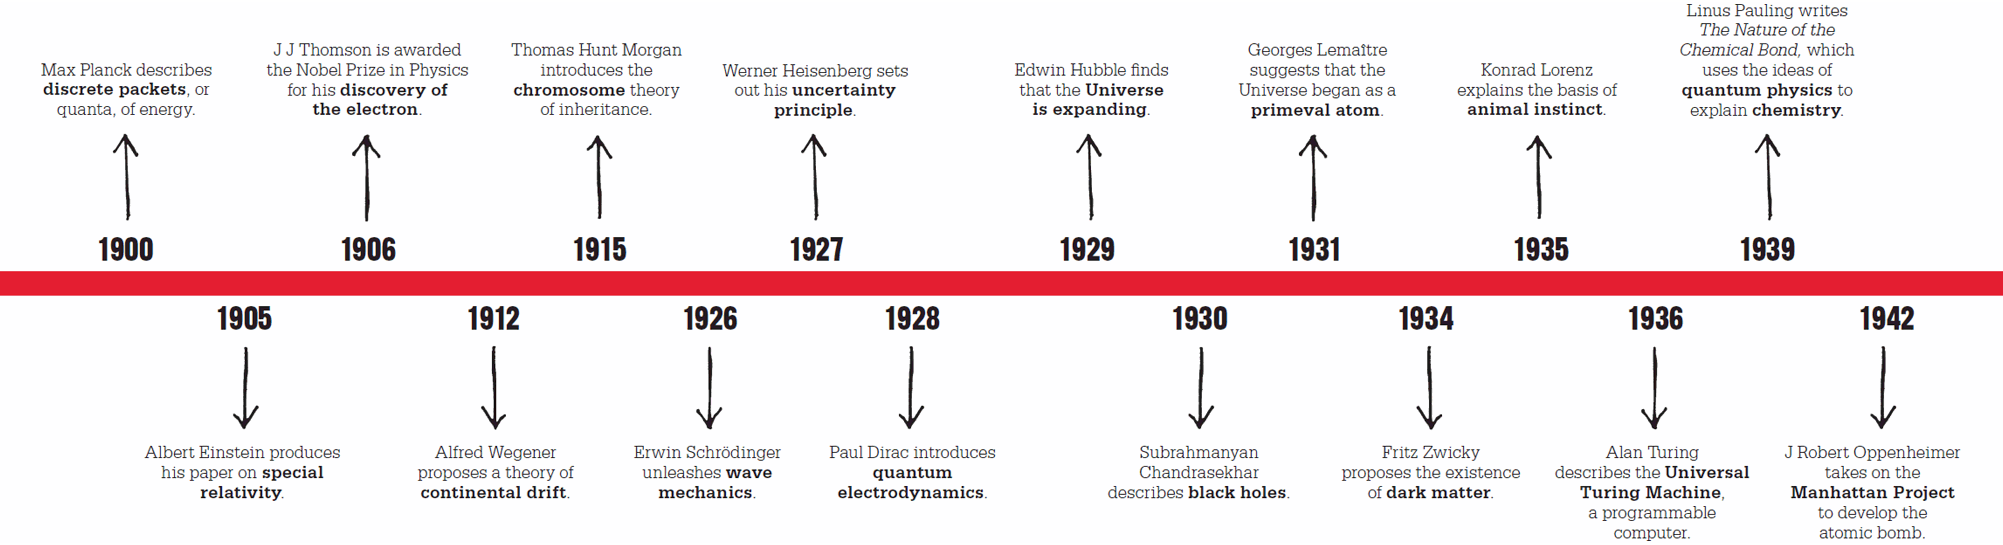 Max Planck describes
discrete packets, or
quanta, of energy.
J J Thomson is awarded
the Nobel Prize in Physics
for his discovery of
the electron.
Thomas Hunt Morgan
introduces the
chromosome theory
of inheritance.
Werner Heisenberg sets
out his uncertainty
principle.
Edwin Hubble finds
that the Universe
is expanding.
Georges Lemaître
suggests that the
Universe began as a
primeval atom.
Konrad Lorenz
explains the basis of
animal instinct.
Linus Pauling writes
The Nature of the
Chemical Bond, which
uses the ideas of
quantum physics to
explain chemistry.
1900
1906
1915
1927
1929
1931
1935
1939
1905
1912
1926
1928
1930
1934
1936
1942
Albert Einstein produces
his paper on special
relativity.
Alfred Wegener
proposes a theory of
continental drift.
Erwin Schrödinger
unleashes wave
mechanics.
Paul Dirac introduces
quantum
electrodynamics.
Subrahmanyan
Chandrasekhar
describes black holes.
Fritz Zwicky
proposes the existence
of dark matter.
Alan Turing
describes the Universal
Turing Machine,
a programmable
computer.
J Robert Oppenheimer
takes on the
Manhattan Project
to develop the
atomic bomb.